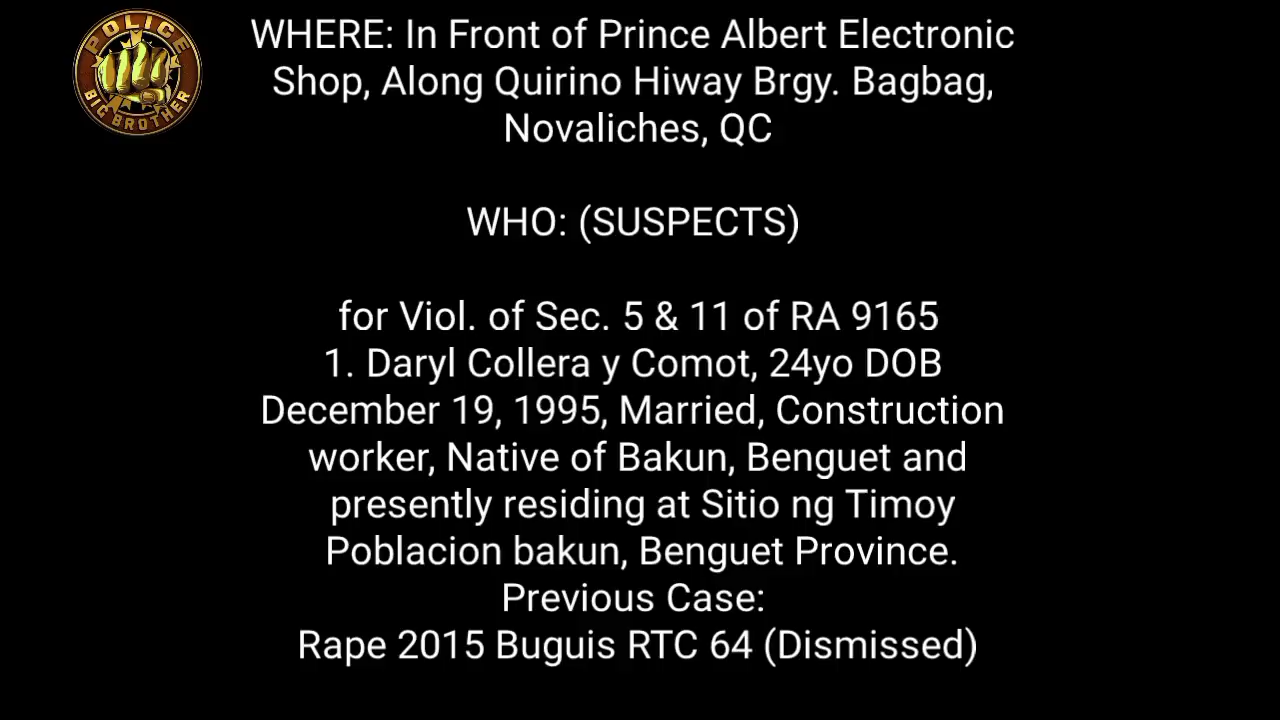 POLICE
BIG BROTHER
WHERE: In Front of Prince Albert Electronic
Shop, Along Quirino Hiway Brgy. Bagbag,
Novaliches, QC
WHO: (SUSPECTS)
for Viol. of Sec. 5 & 11 of RA 9165
1. Daryl Collera y Comot, 24yo DOB
December 19, 1995, Married, Construction
worker, Native of Bakun, Benguet and
presently residing at Sitio ng Timoy
Poblacion bakun, Benguet Province.
Previous Case:
Rape 2015 Buguis RTC 64 (Dismissed)